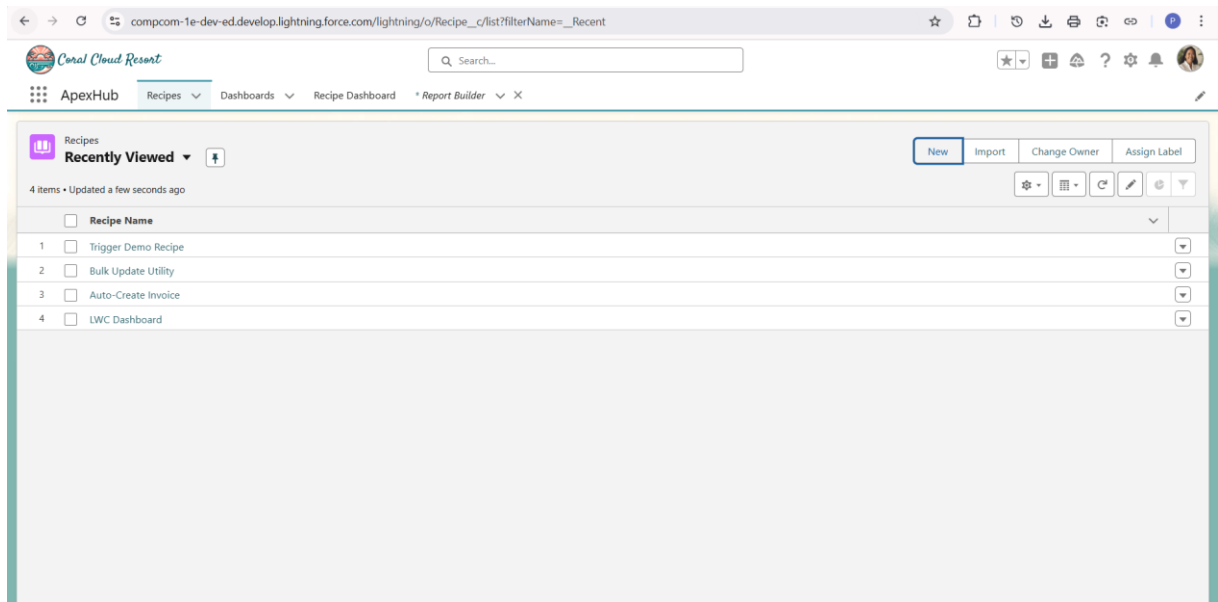 compcom-1e-dev-ed.develop.lightning.force.com/lightning/o/Recipe__c/list?filterName=__Recent
P
Coral Cloud Resort
Search...
ApexHub Recipes Dashboards Recipe Dashboard * Report Builder
Recipes
Recently Viewed
New Import Change Owner Assign Label
4 items • Updated a few seconds ago
Recipe Name
1 Trigger Demo Recipe
2 Bulk Update Utility
3 Auto-Create Invoice
4 LWC Dashboard